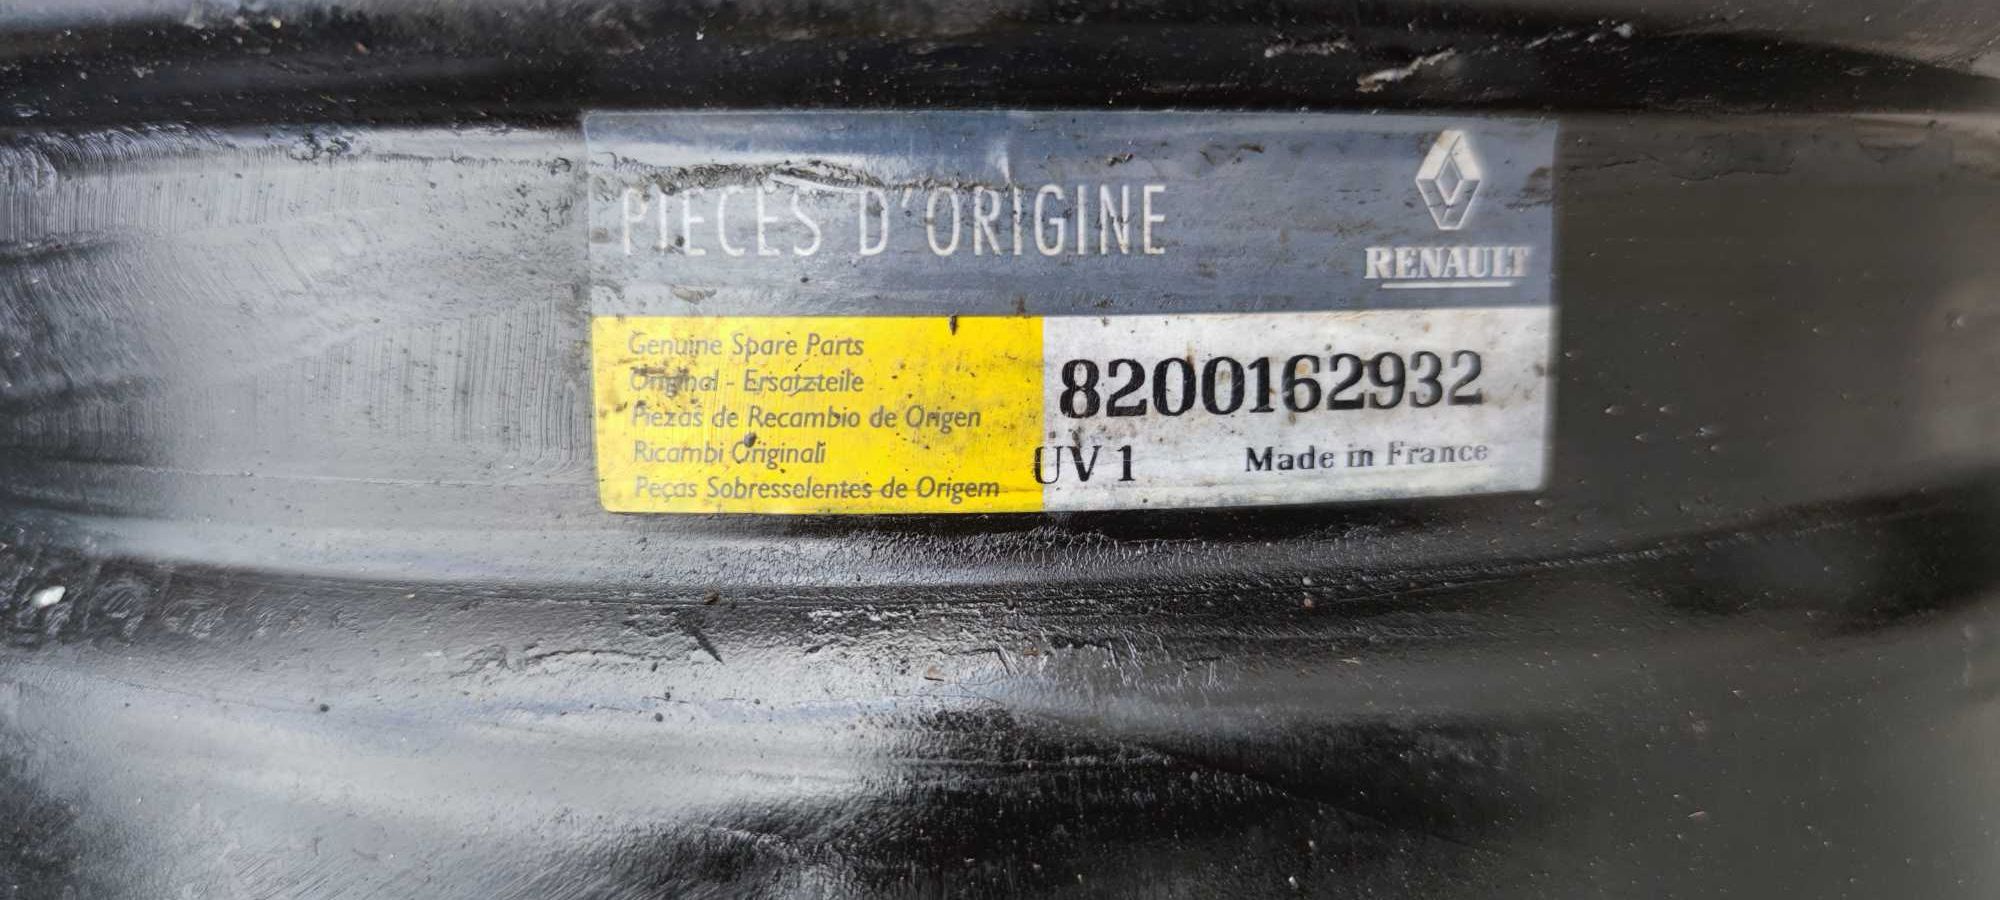 PIECES D'ORIGINE
RENAULT
Genuine Spare Parts
Original - Ersatzteile
Piezas de Recambio de Origen
Ricambi Originali
Peças Sobresselentes de Origem
8200162932
UV 1 Made in France